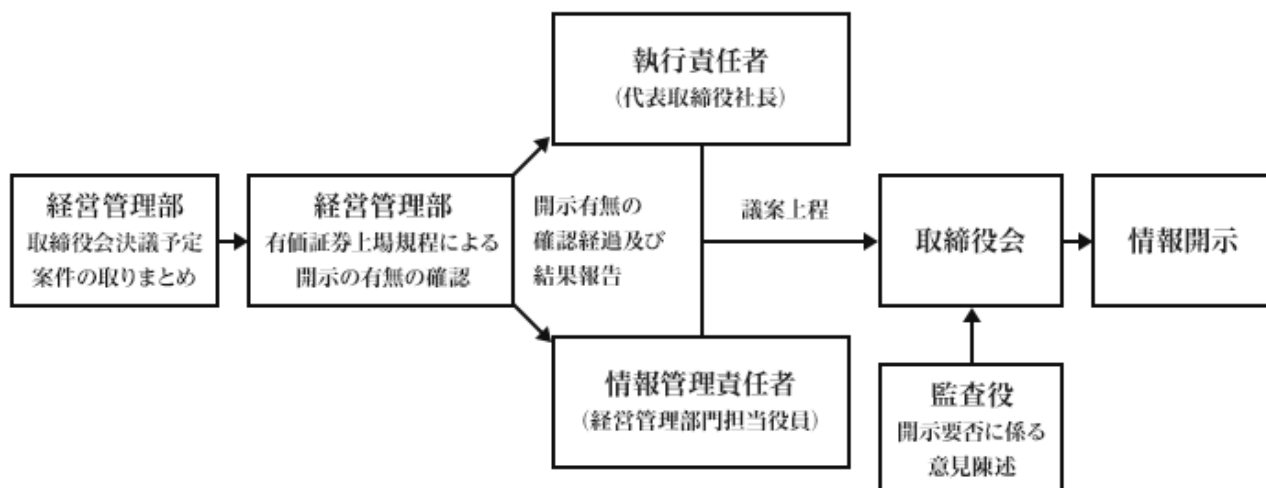 経営管理部
取締役会決議予定
案件の取りまとめ
経営管理部
有価証券上場規程による
開示の有無の確認
執行責任者
（代表取締役社長）
開示有無の
確認経過及び
結果報告
情報管理責任者
（経営管理部門担当役員）
議案上程
取締役会
監査役
開示要否に係る
意見陳述
情報開示